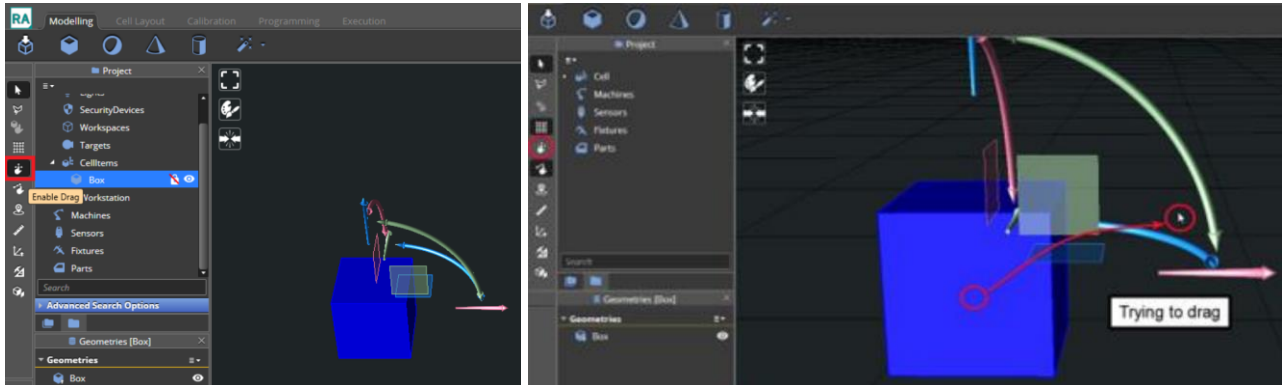 RA Modelling Cell Layout Calibration Programming Execution
Project
Lights
SecurityDevices
Workspaces
Targets
CellItems
Box
Enable Drag
Workstation
Machines
Sensors
Fixtures
Parts
Search
Advanced Search Options
Geometries [Box]
Geometries
Box
Project
Cell
Machines
Sensors
Fixtures
Parts
Search
Geometries [Box]
Geometries
Box
Trying to drag